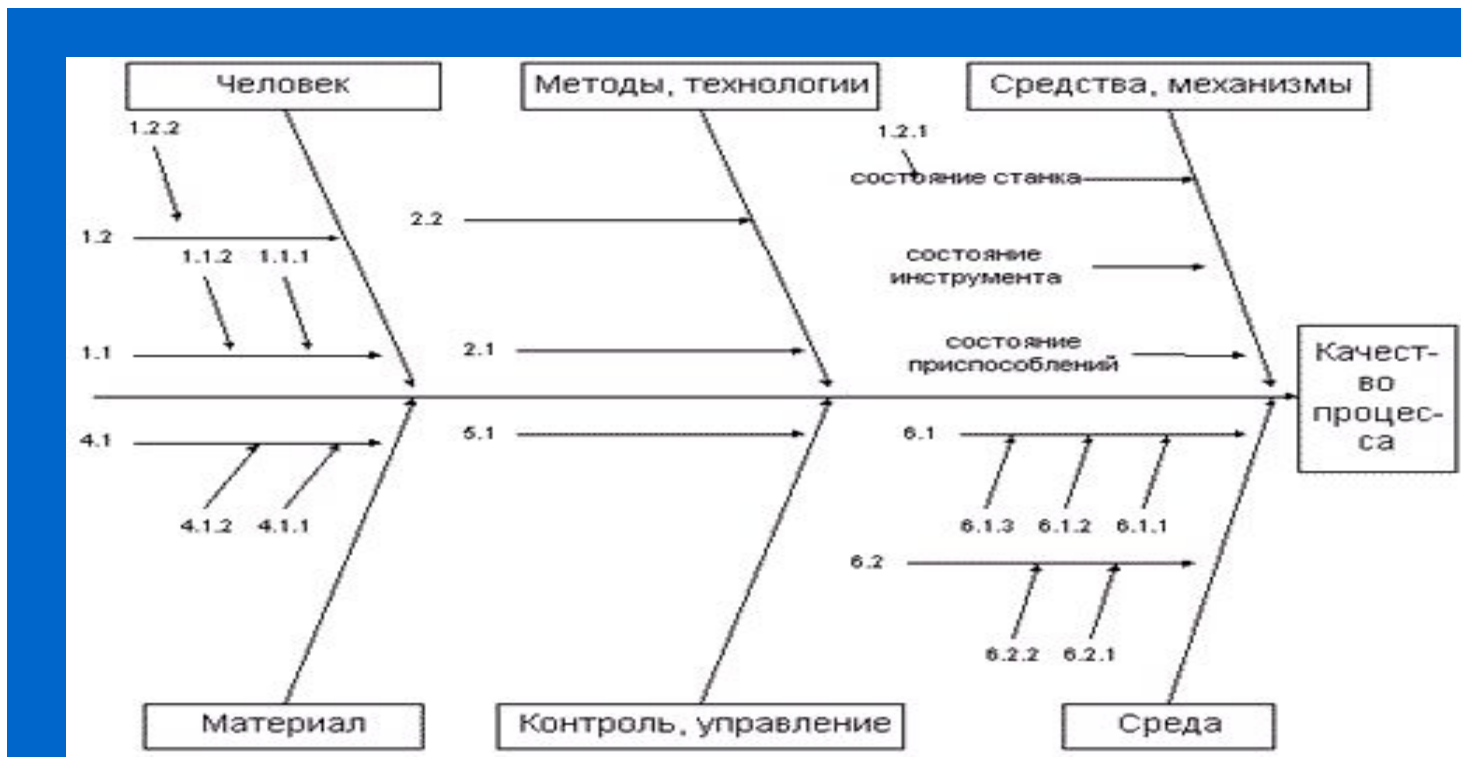 Человек
Методы, технологии
Средства, механизмы
1.2.2
1.2.1
состояние станка
2.2
1.2
1.1.2 1.1.1
состояние
инструмента
1.1
2.1
состояние
приспособлений
Качест-
во
процес-
са
4.1
5.1
6.1
4.1.2 4.1.1
6.1.3 6.1.2 6.1.1
6.2
6.2.2 6.2.1
Материал
Контроль, управление
Среда